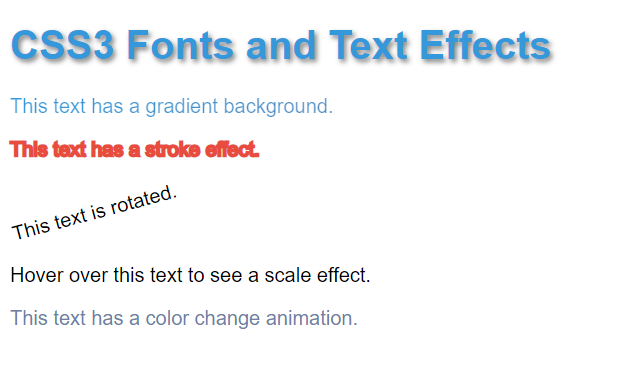 CSS3 Fonts and Text Effects
This text has a gradient background.
This text has a stroke effect.
This text is rotated.
Hover over this text to see a scale effect.
This text has a color change animation.